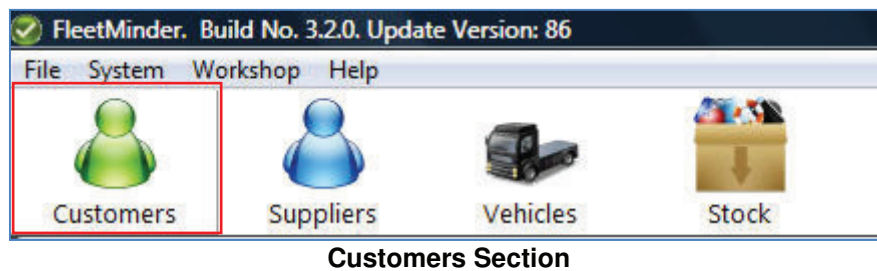 FleetMinder. Build No. 3.2.0. Update Version: 86
File System Workshop Help
Customers Suppliers Vehicles Stock
Customers Section